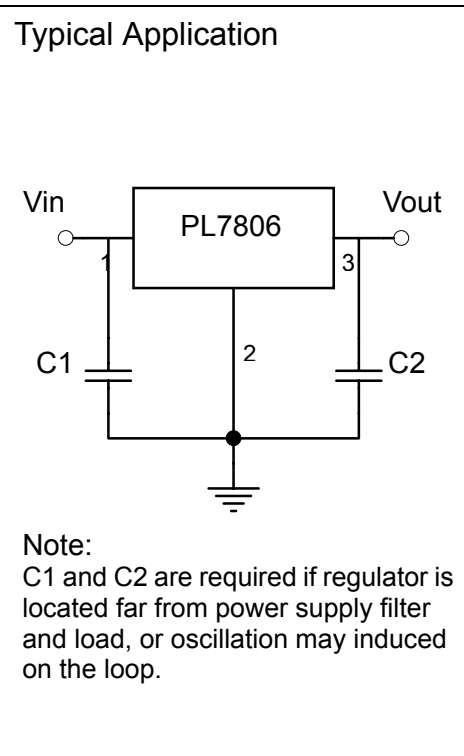 Typical Application
Vin
Vout
PL7806
1
3
C1
2
C2
Note:
C1 and C2 are required if regulator is
located far from power supply filter
and load, or oscillation may induced
on the loop.